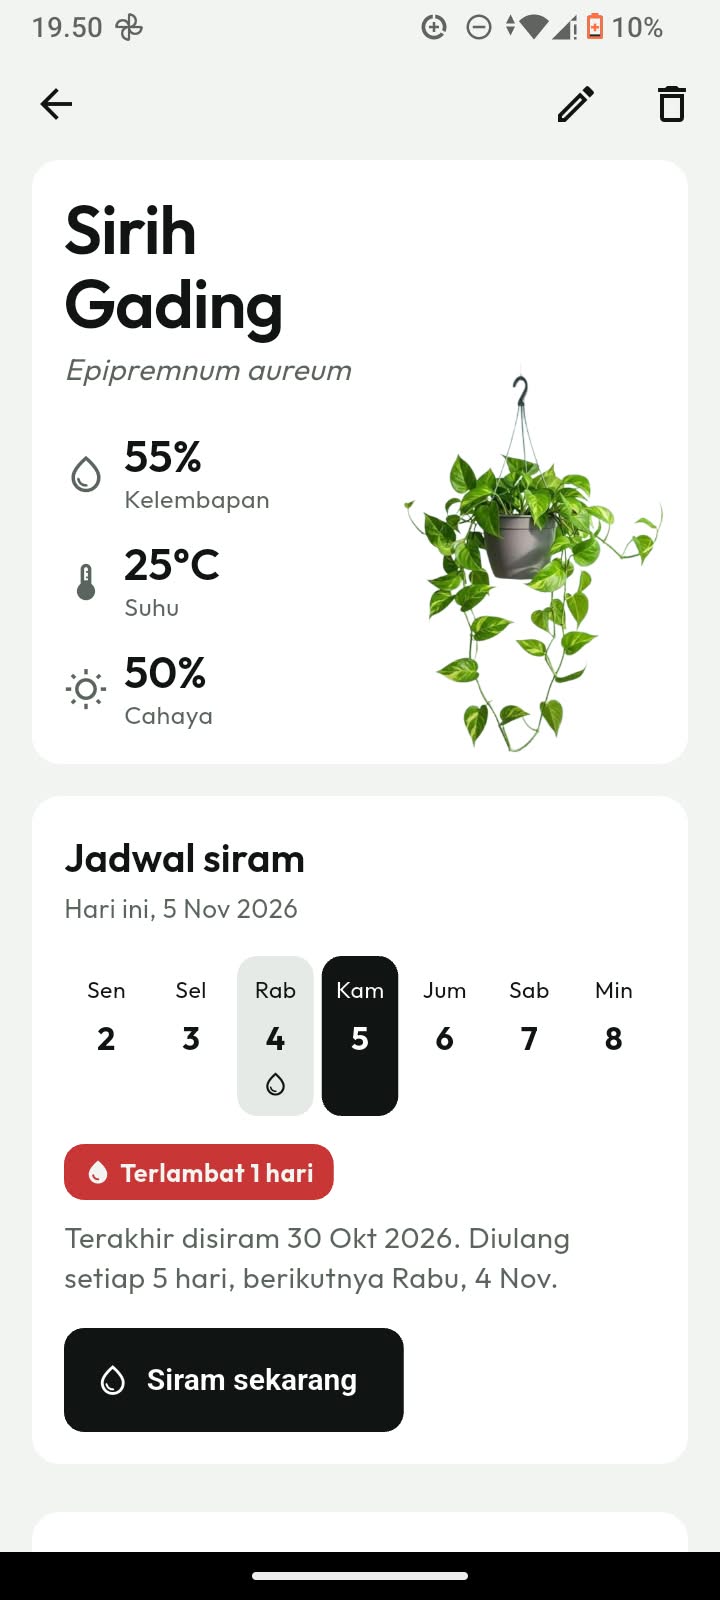 19.50
10%
Sirih
Gading
Epipremnum aureum
55%
Kelembapan
25°C
Suhu
50%
Cahaya
Jadwal siram
Hari ini, 5 Nov 2026
Sen Sel Rab Kam Jum Sab Min
2 3 4 5 6 7 8
Terlambat 1 hari
Terakhir disiram 30 Okt 2026. Diulang
setiap 5 hari, berikutnya Rabu, 4 Nov.
Siram sekarang